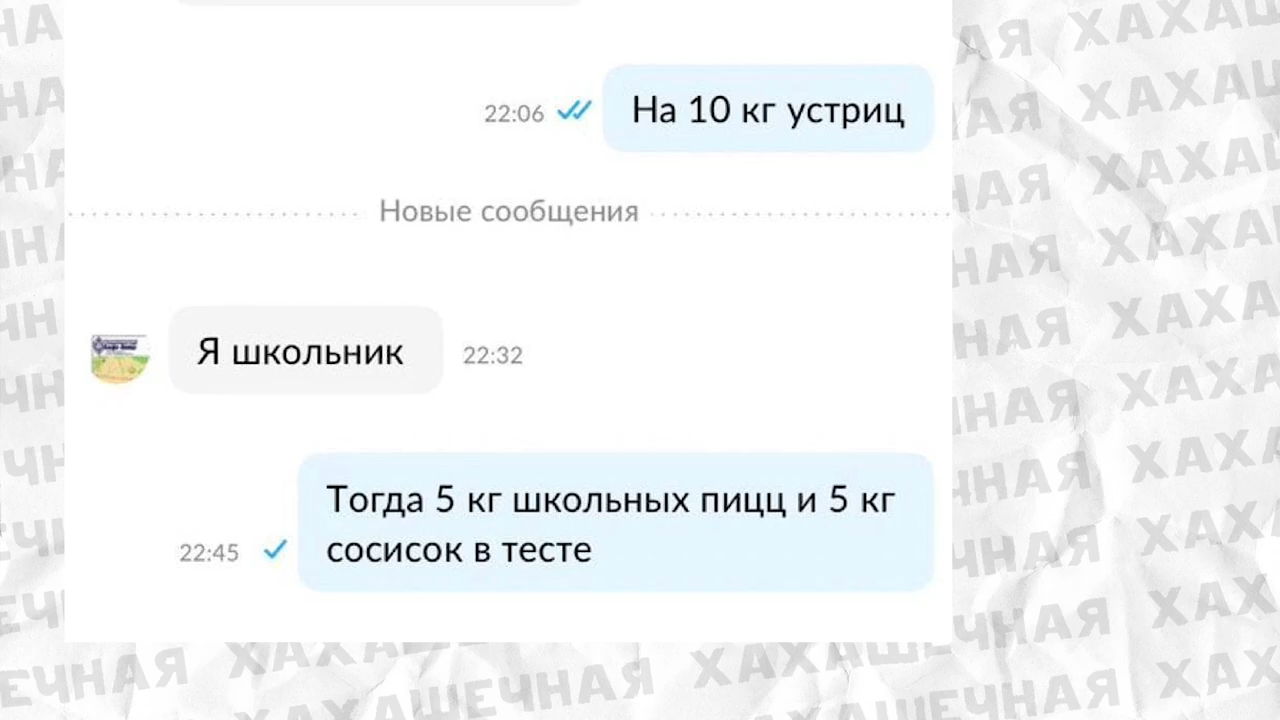 На 10 кг устриц
22:06
Новые сообщения
Я школьник
22:32
Тогда 5 кг школьных пицц и 5 кг
сосисок в тесте
22:45
ХАХАШЕЧНАЯ